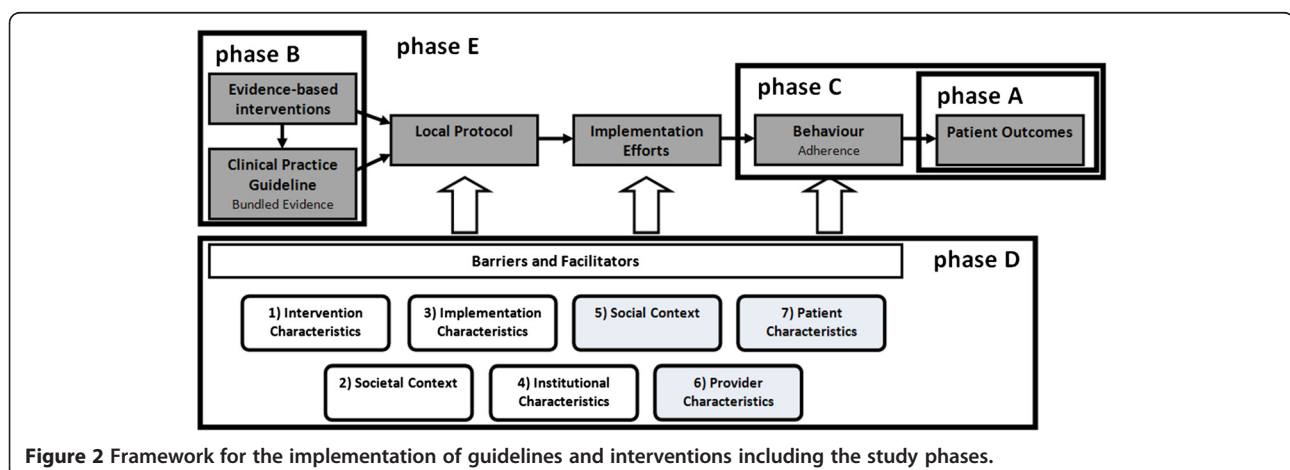 phase B
phase E
Evidence-based
interventions
Clinical Practice
Guideline
Bundled Evidence
Local Protocol
Implementation
Efforts
phase C
Behaviour
Adherence
phase A
Patient Outcomes
Barriers and Facilitators
phase D
1) Intervention
Characteristics
3) Implementation
Characteristics
5) Social Context
7) Patient
Characteristics
2) Societal Context
4) Institutional
Characteristics
6) Provider
Characteristics
Figure 2 Framework for the implementation of guidelines and interventions including the study phases.